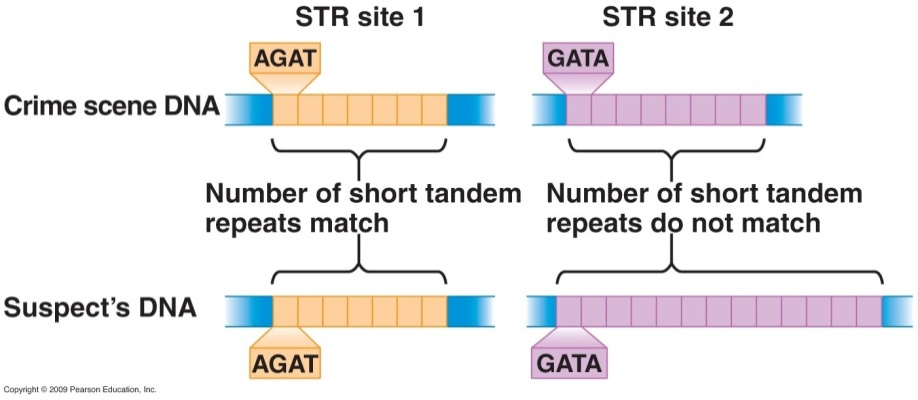 STR site 1
STR site 2
AGAT
GATA
Crime scene DNA
Number of short tandem
repeats match
Number of short tandem
repeats do not match
Suspect's DNA
AGAT
GATA
Copyright © 2009 Pearson Education, Inc.